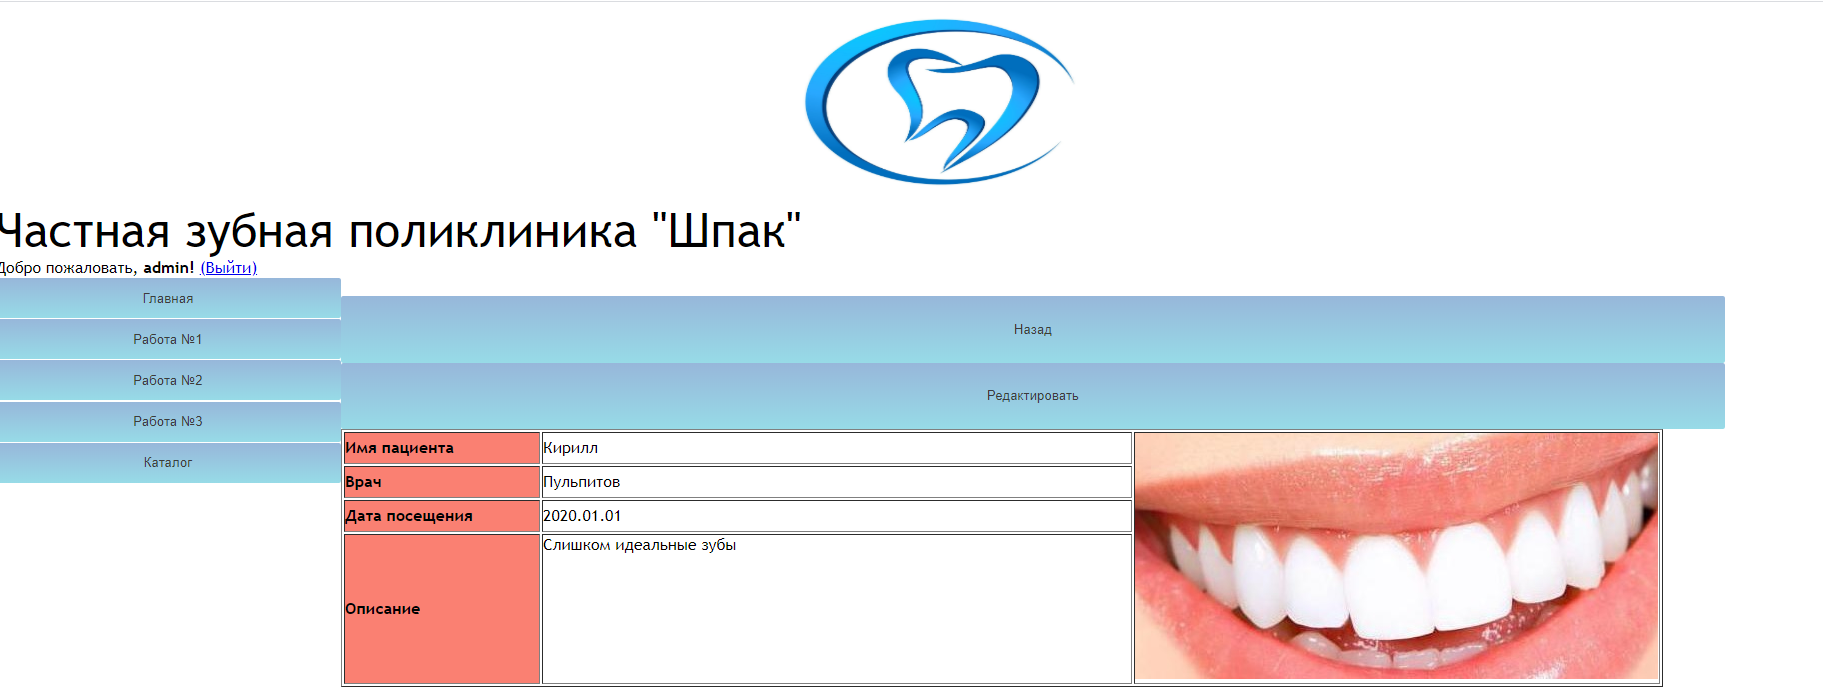 Частная зубная поликлиника "Шпак"
Добро пожаловать, admin! (Выйти)
Главная
Работа №1
Работа №2
Работа №3
Каталог
Назад
Редактировать
Имя пациента Кирилл
Врач Пульпитов
Дата посещения 2020.01.01
Описание Слишком идеальные зубы